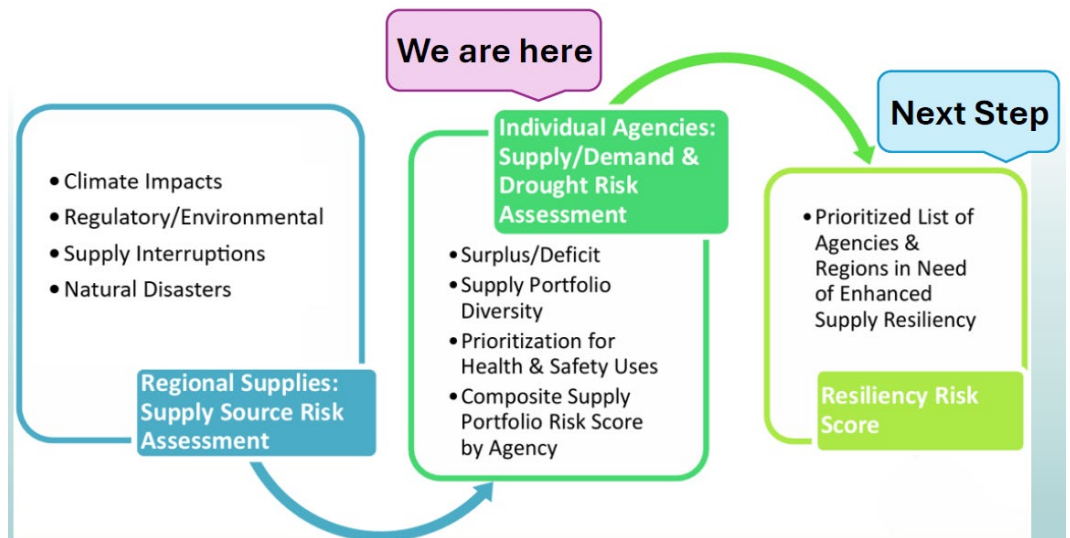 We are here
Next Step
• Climate Impacts
• Regulatory/Environmental
• Supply Interruptions
• Natural Disasters
Regional Supplies:
Supply Source Risk
Assessment
Individual Agencies:
Supply/Demand &
Drought Risk
Assessment
• Surplus/Deficit
• Supply Portfolio
Diversity
• Prioritization for
Health & Safety Uses
• Composite Supply
Portfolio Risk Score
by Agency
• Prioritized List of
Agencies &
Regions in Need
of Enhanced
Supply Resiliency
Resiliency Risk
Score